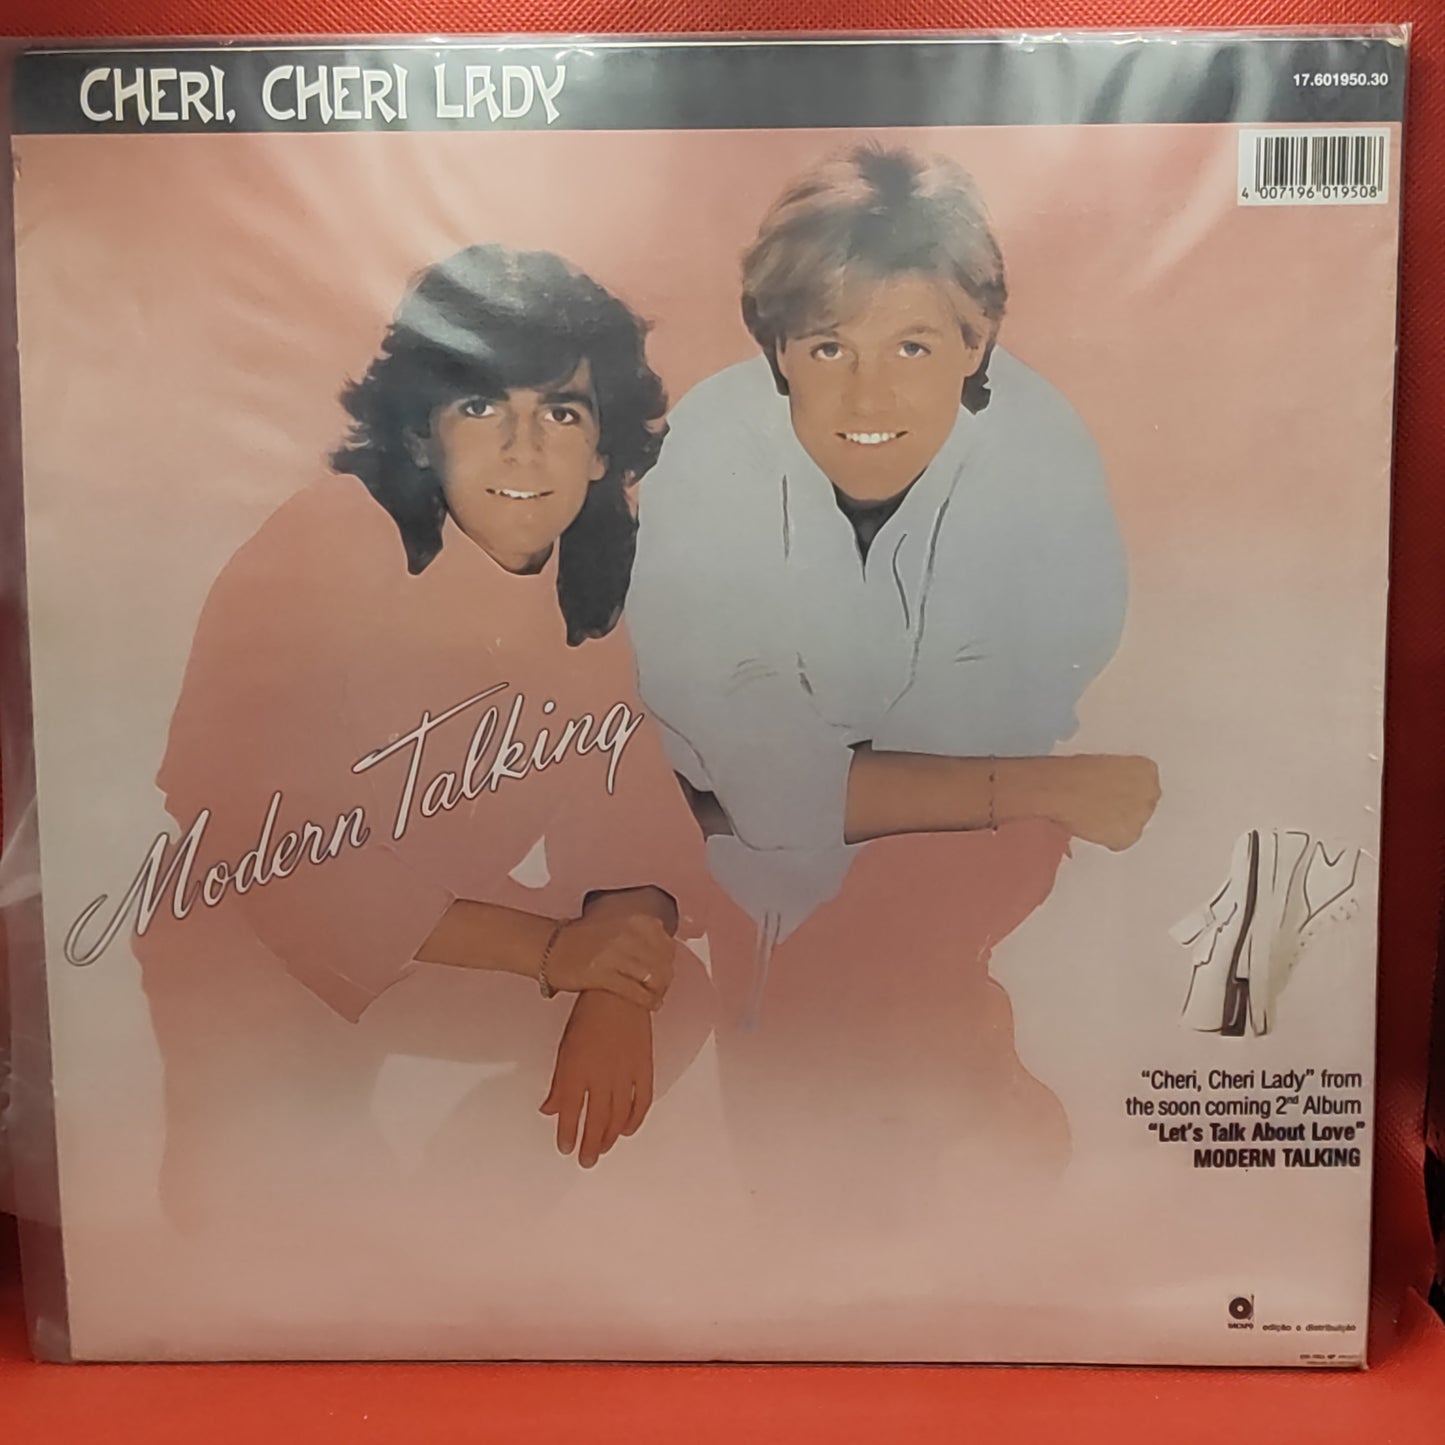 CHERI, CHERI LADY
17.601950.30
4 007196 019508
Modern Talking
“Cheri, Cheri Lady” from
the soon coming 2nd Album
“Let's Talk About Love”
MODERN TALKING
edição e distribuição